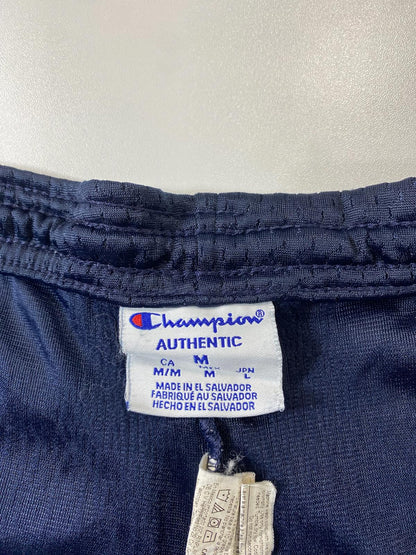 Champion®
AUTHENTIC
M
CA JPN
M/M M L
MADE IN EL SALVADOR
FABRIQUÉ AU SALVADOR
HECHO EN EL SALVADOR